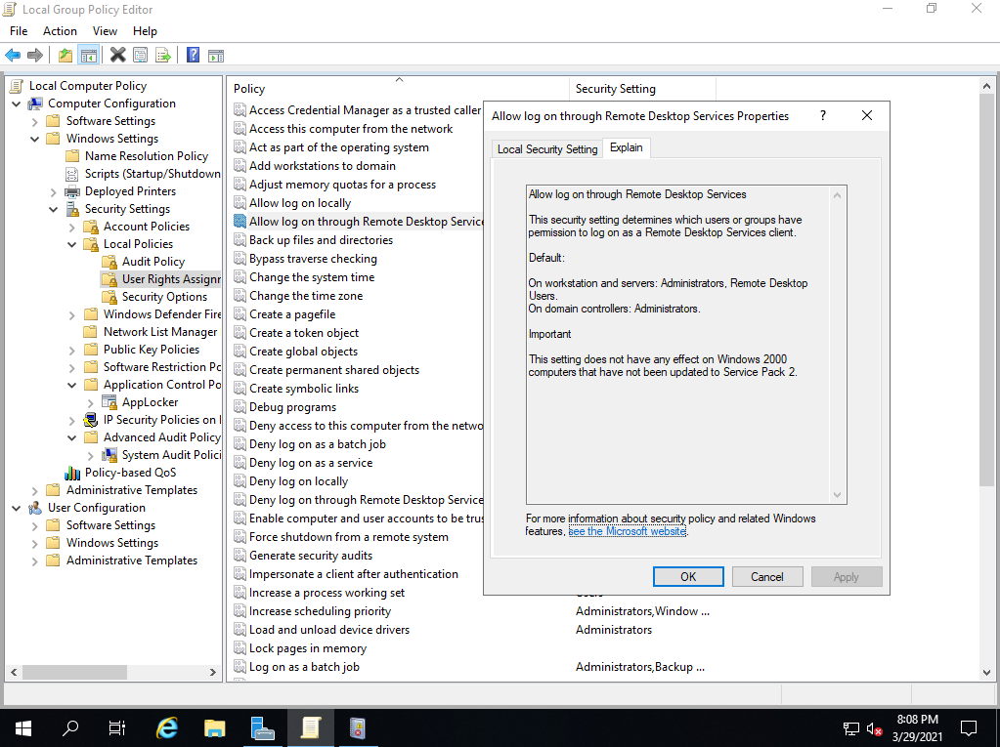 Local Group Policy Editor
File Action View Help
Local Computer Policy
Computer Configuration
Software Settings
Windows Settings
Name Resolution Policy
Scripts (Startup/Shutdown
Deployed Printers
Security Settings
Account Policies
Local Policies
Audit Policy
User Rights Assignr
Security Options
Windows Defender Fire
Network List Manager
Public Key Policies
Software Restriction Po
Application Control Po
AppLocker
IP Security Policies on
Advanced Audit Policy
System Audit Polici
Policy-based QoS
Administrative Templates
User Configuration
Software Settings
Windows Settings
Administrative Templates
Policy Security Setting
Access Credential Manager as a trusted caller
Access this computer from the network
Act as part of the operating system
Add workstations to domain
Adjust memory quotas for a process
Allow log on locally
Allow log on through Remote Desktop Service
Back up files and directories
Bypass traverse checking
Change the system time
Change the time zone
Create a pagefile
Create a token object
Create global objects
Create permanent shared objects
Create symbolic links
Debug programs
Deny access to this computer from the netwo
Deny log on as a batch job
Deny log on as a service
Deny log on locally
Deny log on through Remote Desktop Service
Enable computer and user accounts to be trus
Force shutdown from a remote system
Generate security audits
Impersonate a client after authentication
Increase a process working set
Increase scheduling priority Administrators,Window ...
Load and unload device drivers Administrators
Lock pages in memory
Log on as a batch job Administrators,Backup ...
Allow log on through Remote Desktop Services Properties ?
Local Security Setting Explain
Allow log on through Remote Desktop Services
This security setting determines which users or groups have
permission to log on as a Remote Desktop Services client.
Default:
On workstation and servers: Administrators, Remote Desktop
Users.
On domain controllers: Administrators.
Important
This setting does not have any effect on Windows 2000
computers that have not been updated to Service Pack 2.
For more information about security policy and related Windows
features, see the Microsoft website.
OK Cancel Apply
8:08 PM
3/29/2021